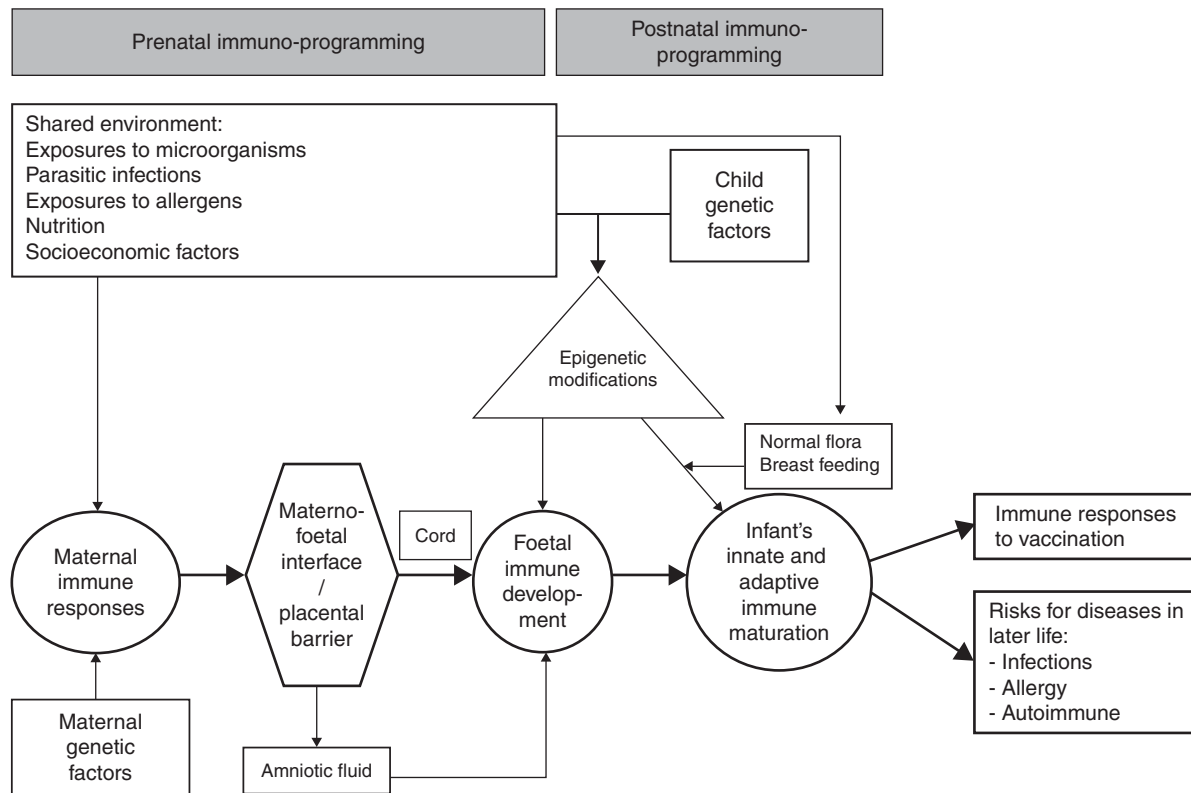 Prenatal immuno-programming
Postnatal immuno-
programming
Shared environment:
Exposures to microorganisms
Parasitic infections
Exposures to allergens
Nutrition
Socioeconomic factors
Child
genetic
factors
Epigenetic
modifications
Normal flora
Breast feeding
Maternal
immune
responses
Materno-
foetal
interface
/
placental
barrier
Cord
Foetal
immune
develop-
ment
Infant's
innate and
adaptive
immune
maturation
Immune responses
to vaccination
Risks for diseases in
later life:
- Infections
- Allergy
- Autoimmune
Maternal
genetic
factors
Amniotic fluid